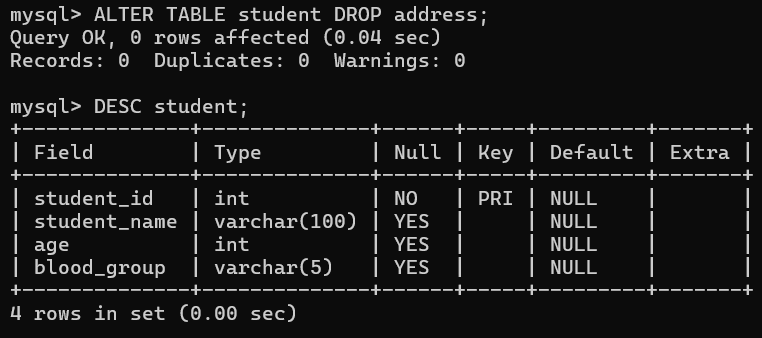 mysql> ALTER TABLE student DROP address;
Query OK, 0 rows affected (0.04 sec)
Records: 0  Duplicates: 0  Warnings: 0

mysql> DESC student;
+--------------+--------------+------+-----+---------+-------+
| Field        | Type         | Null | Key | Default | Extra |
+--------------+--------------+------+-----+---------+-------+
| student_id   | int          | NO   | PRI | NULL    |       |
| student_name | varchar(100) | YES  |     | NULL    |       |
| age          | int          | YES  |     | NULL    |       |
| blood_group  | varchar(5)   | YES  |     | NULL    |       |
+--------------+--------------+------+-----+---------+-------+
4 rows in set (0.00 sec)